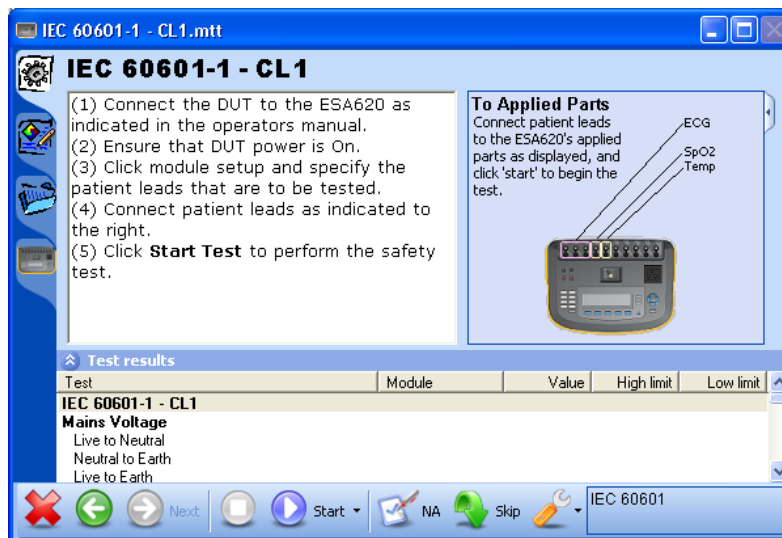 IEC 60601-1 - CL1.mtt
IEC 60601-1 - CL1
(1) Connect the DUT to the ESA620 as
indicated in the operators manual.
(2) Ensure that DUT power is On.
(3) Click module setup and specify the
patient leads that are to be tested.
(4) Connect patient leads as indicated to
the right.
(5) Click Start Test to perform the safety
test.
To Applied Parts
Connect patient leads
to the ESA620's applied
parts as displayed, and
click 'start' to begin the
test.
ECG
SpO2
Temp
Test results
Test Module Value High limit Low limit
IEC 60601-1 - CL1
Mains Voltage
Live to Neutral
Neutral to Earth
Live to Earth
Next Start NA Skip IEC 60601